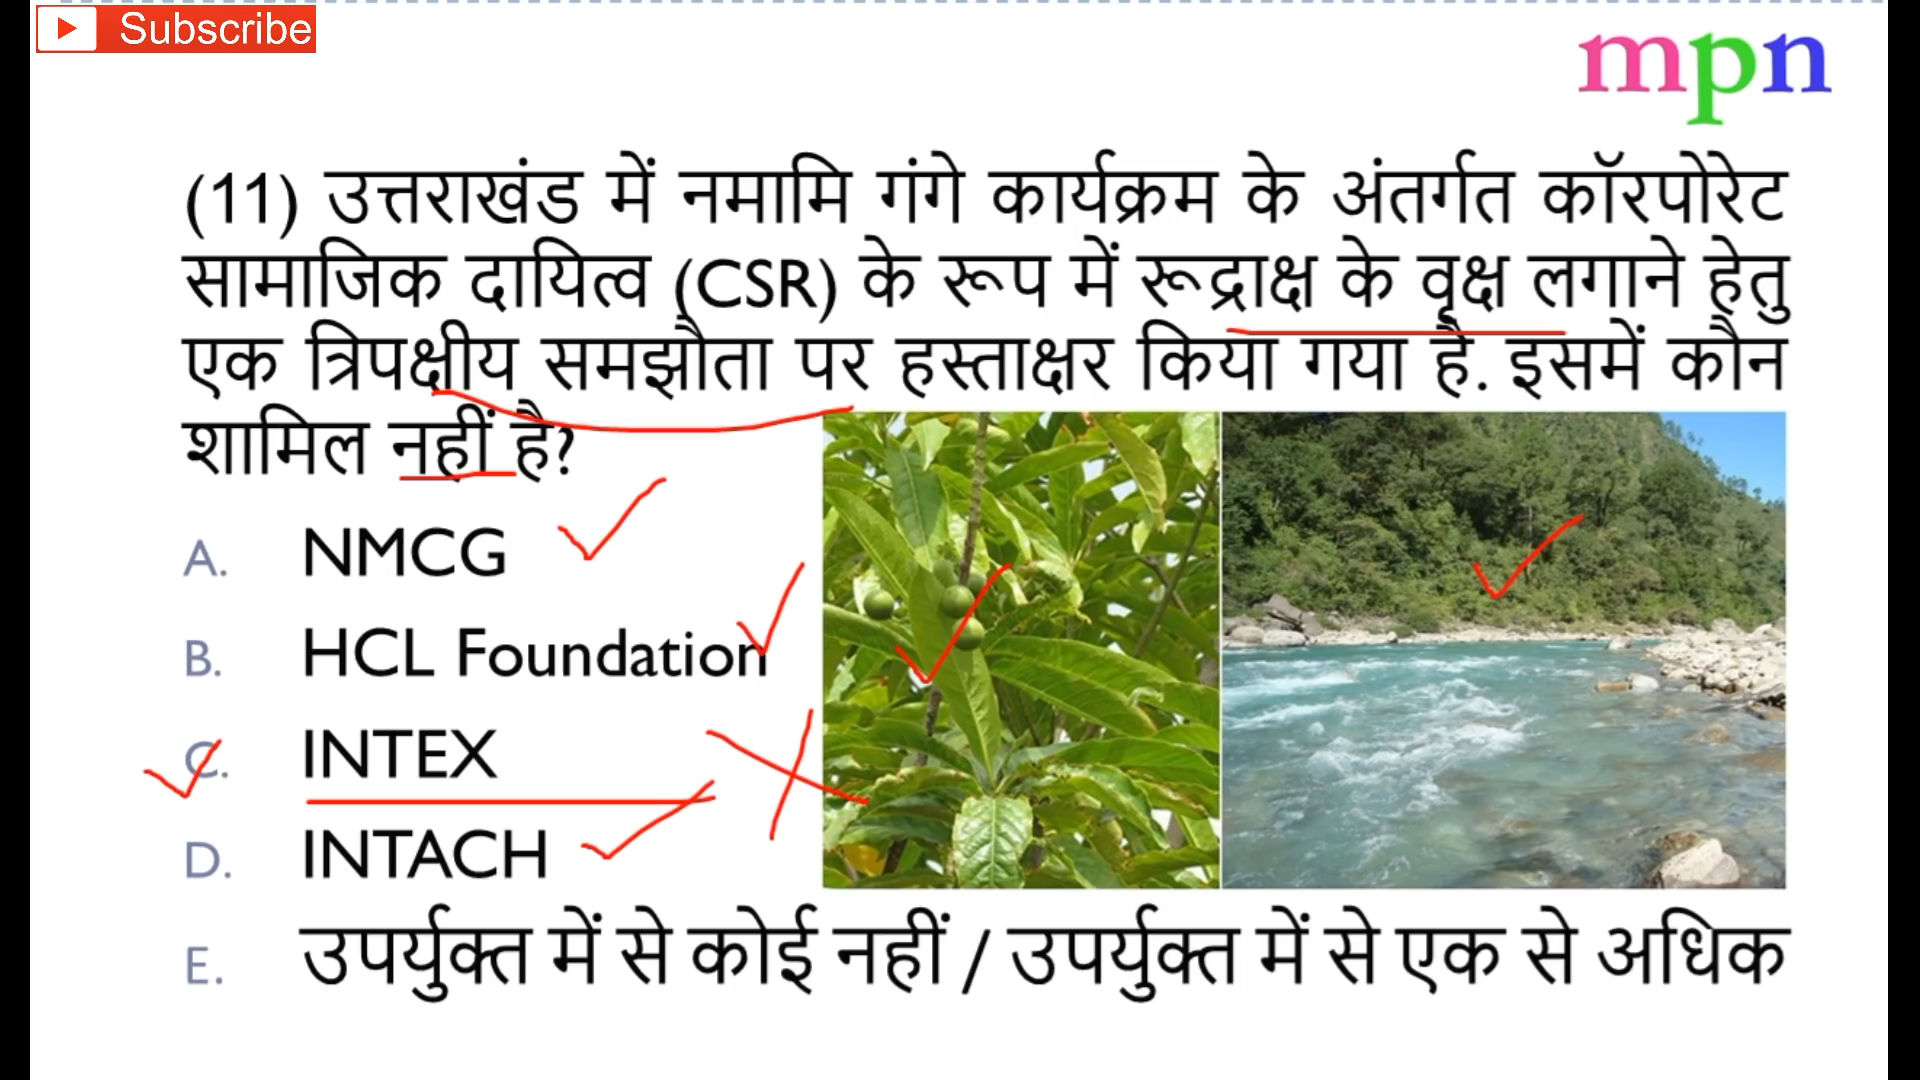 Subscribe
mpn
(11) उत्तराखंड में नमामि गंगे कार्यक्रम के अंतर्गत कॉरपोरेट
सामाजिक दायित्व (CSR) के रूप में रूद्राक्ष के वृक्ष लगाने हेतु
एक त्रिपक्षीय समझौता पर हस्ताक्षर किया गया है. इसमें कौन
शामिल नहीं है?
A. NMCG
B. HCL Foundation
C. INTEX
D. INTACH
E. उपर्युक्त में से कोई नहीं / उपर्युक्त में से एक से अधिक